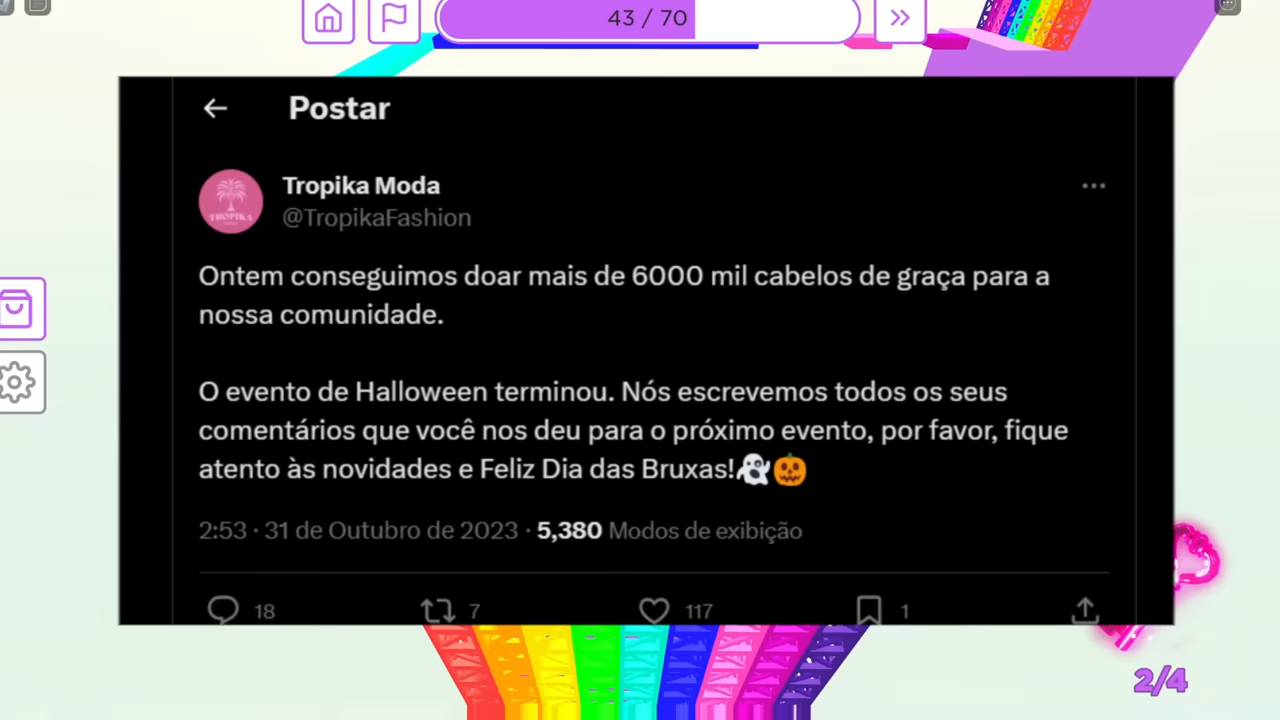 43 / 70
Postar
Tropika Moda
@TropikaFashion
TROPIKA
Ontem conseguimos doar mais de 6000 mil cabelos de graça para a
nossa comunidade.
O evento de Halloween terminou. Nós escrevemos todos os seus
comentários que você nos deu para o próximo evento, por favor, fique
atento às novidades e Feliz Dia das Bruxas!👻🎃
2:53 · 31 de Outubro de 2023 · 5,380 Modos de exibição
18 7 117 1
2/4